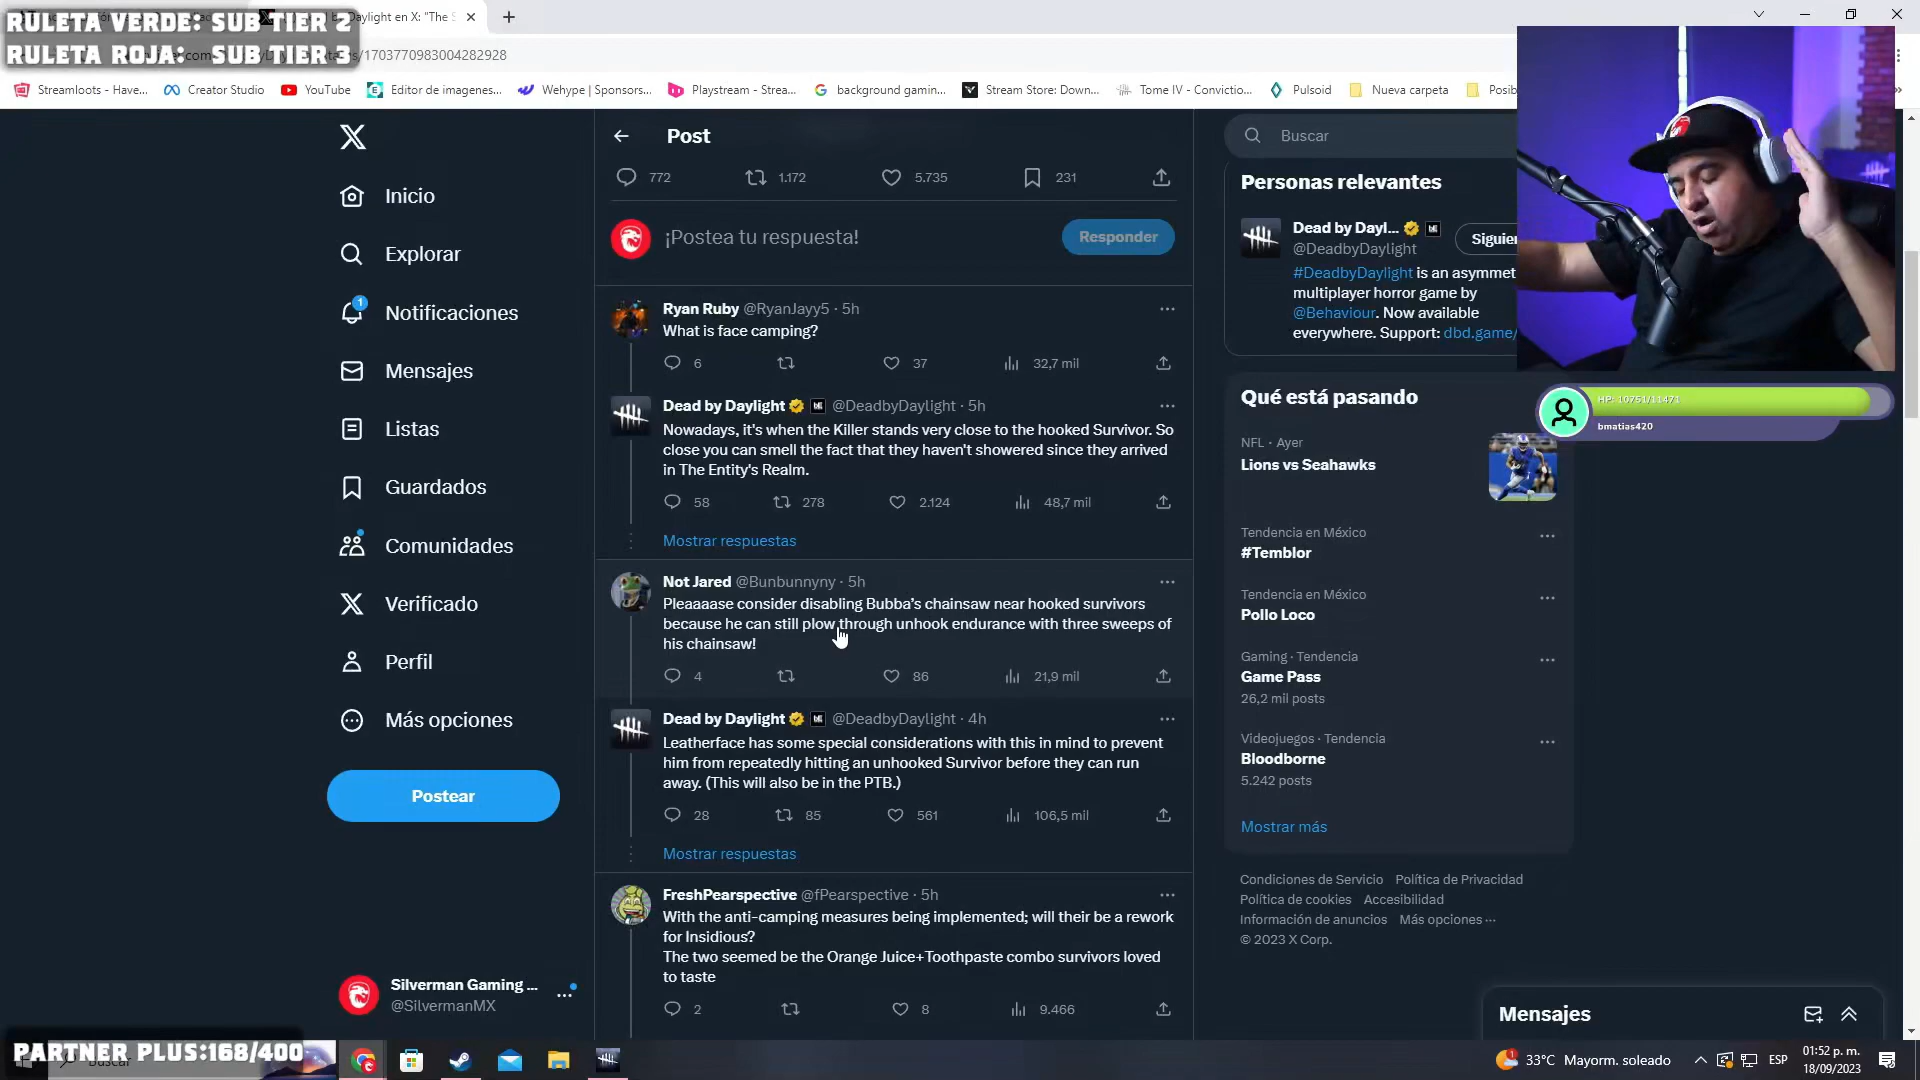 RULETA VERDE: SUB TIER 2
RULETA ROJA: SUB TIER 3
by Daylight en X: "The S
1703770983004282928
Streamloots - Have...
Creator Studio
YouTube
Editor de imagenes...
Wehype | Sponsors...
Playstream - Strea...
background gamin...
Stream Store: Down...
Tome IV - Convictio...
Pulsoid
Nueva carpeta
Posib
Inicio
Explorar
1
Notificaciones
Mensajes
Listas
Guardados
Comunidades
Verificado
Perfil
Más opciones
Postear
Silverman Gaming ...
@SilvermanMX
Post
772 1.172 5.735 231
¡Postea tu respuesta!
Responder
Ryan Ruby @RyanJayy5 · 5h
What is face camping?
6 37 32,7 mil
Dead by Daylight @DeadbyDaylight · 5h
Nowadays, it's when the Killer stands very close to the hooked Survivor. So
close you can smell the fact that they haven't showered since they arrived
in The Entity's Realm.
58 278 2.124 48,7 mil
Mostrar respuestas
Not Jared @Bunbunnyny · 5h
Pleaaaase consider disabling Bubba’s chainsaw near hooked survivors
because he can still plow through unhook endurance with three sweeps of
his chainsaw!
4 86 21,9 mil
Dead by Daylight @DeadbyDaylight · 4h
Leatherface has some special considerations with this in mind to prevent
him from repeatedly hitting an unhooked Survivor before they can run
away. (This will also be in the PTB.)
28 85 561 106,5 mil
Mostrar respuestas
FreshPearspective @fPearspective · 5h
With the anti-camping measures being implemented; will their be a rework
for Insidious?
The two seemed be the Orange Juice+Toothpaste combo survivors loved
to taste
2 8 9.466
Buscar
Personas relevantes
Dead by Dayl...
@DeadbyDaylight
Siguien
#DeadbyDaylight is an asymmet
multiplayer horror game by
@Behaviour. Now available
everywhere. Support: dbd.game/
HP: 10751/11471
bmatias420
Qué está pasando
NFL · Ayer
Lions vs Seahawks
Tendencia en México
#Temblor
Tendencia en México
Pollo Loco
Gaming · Tendencia
Game Pass
26,2 mil posts
Videojuegos · Tendencia
Bloodborne
5.242 posts
Mostrar más
Condiciones de Servicio Política de Privacidad
Política de cookies Accesibilidad
Información de anuncios Más opciones ···
© 2023 X Corp.
Mensajes
PARTNER PLUS:168/400
Buscar
33°C Mayorm. soleado
ESP
01:52 p. m.
18/09/2023